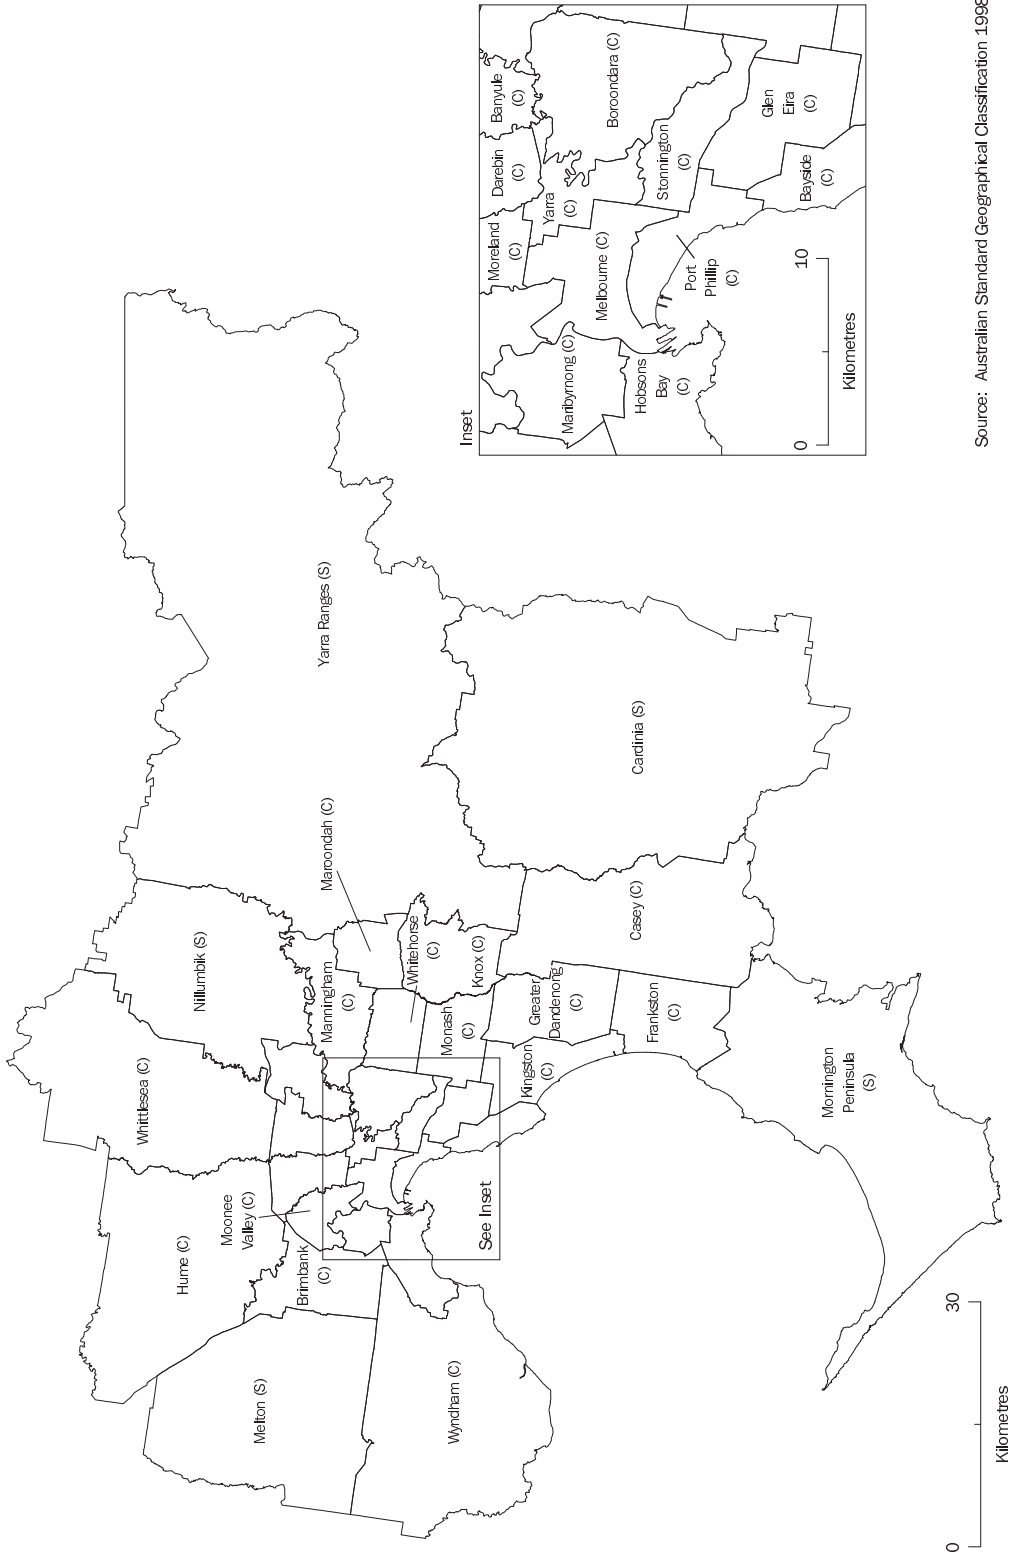 Whittlesea (C)
Nillumbik (S)
Hume (C)
Moonee
Valley (C)
Brimbank
(C)
Melton (S)
Wyndham (C)
Manningham
(C)
Maroondah (C)
Yarra Ranges (S)
Whitehorse
(C)
Knox (C)
Monash
(C)
Greater
Dandenong
(C)
Kingston
(C)
Casey (C)
Cardinia (S)
Frankston
(C)
Mornington
Peninsula
(S)
See Inset
0
30
Kilometres
Inset
Moreland
(C)
Darebin
(C)
Banyule
(C)
Yarra
(C)
Boroondara (C)
Maribyrnong (C)
Melbourne (C)
Stonnington
(C)
Hobsons
Bay
(C)
Port
Phillip
(C)
Glen
Eira
(C)
Bayside
(C)
0
10
Kilometres
Source: Australian Standard Geographical Classification 1998